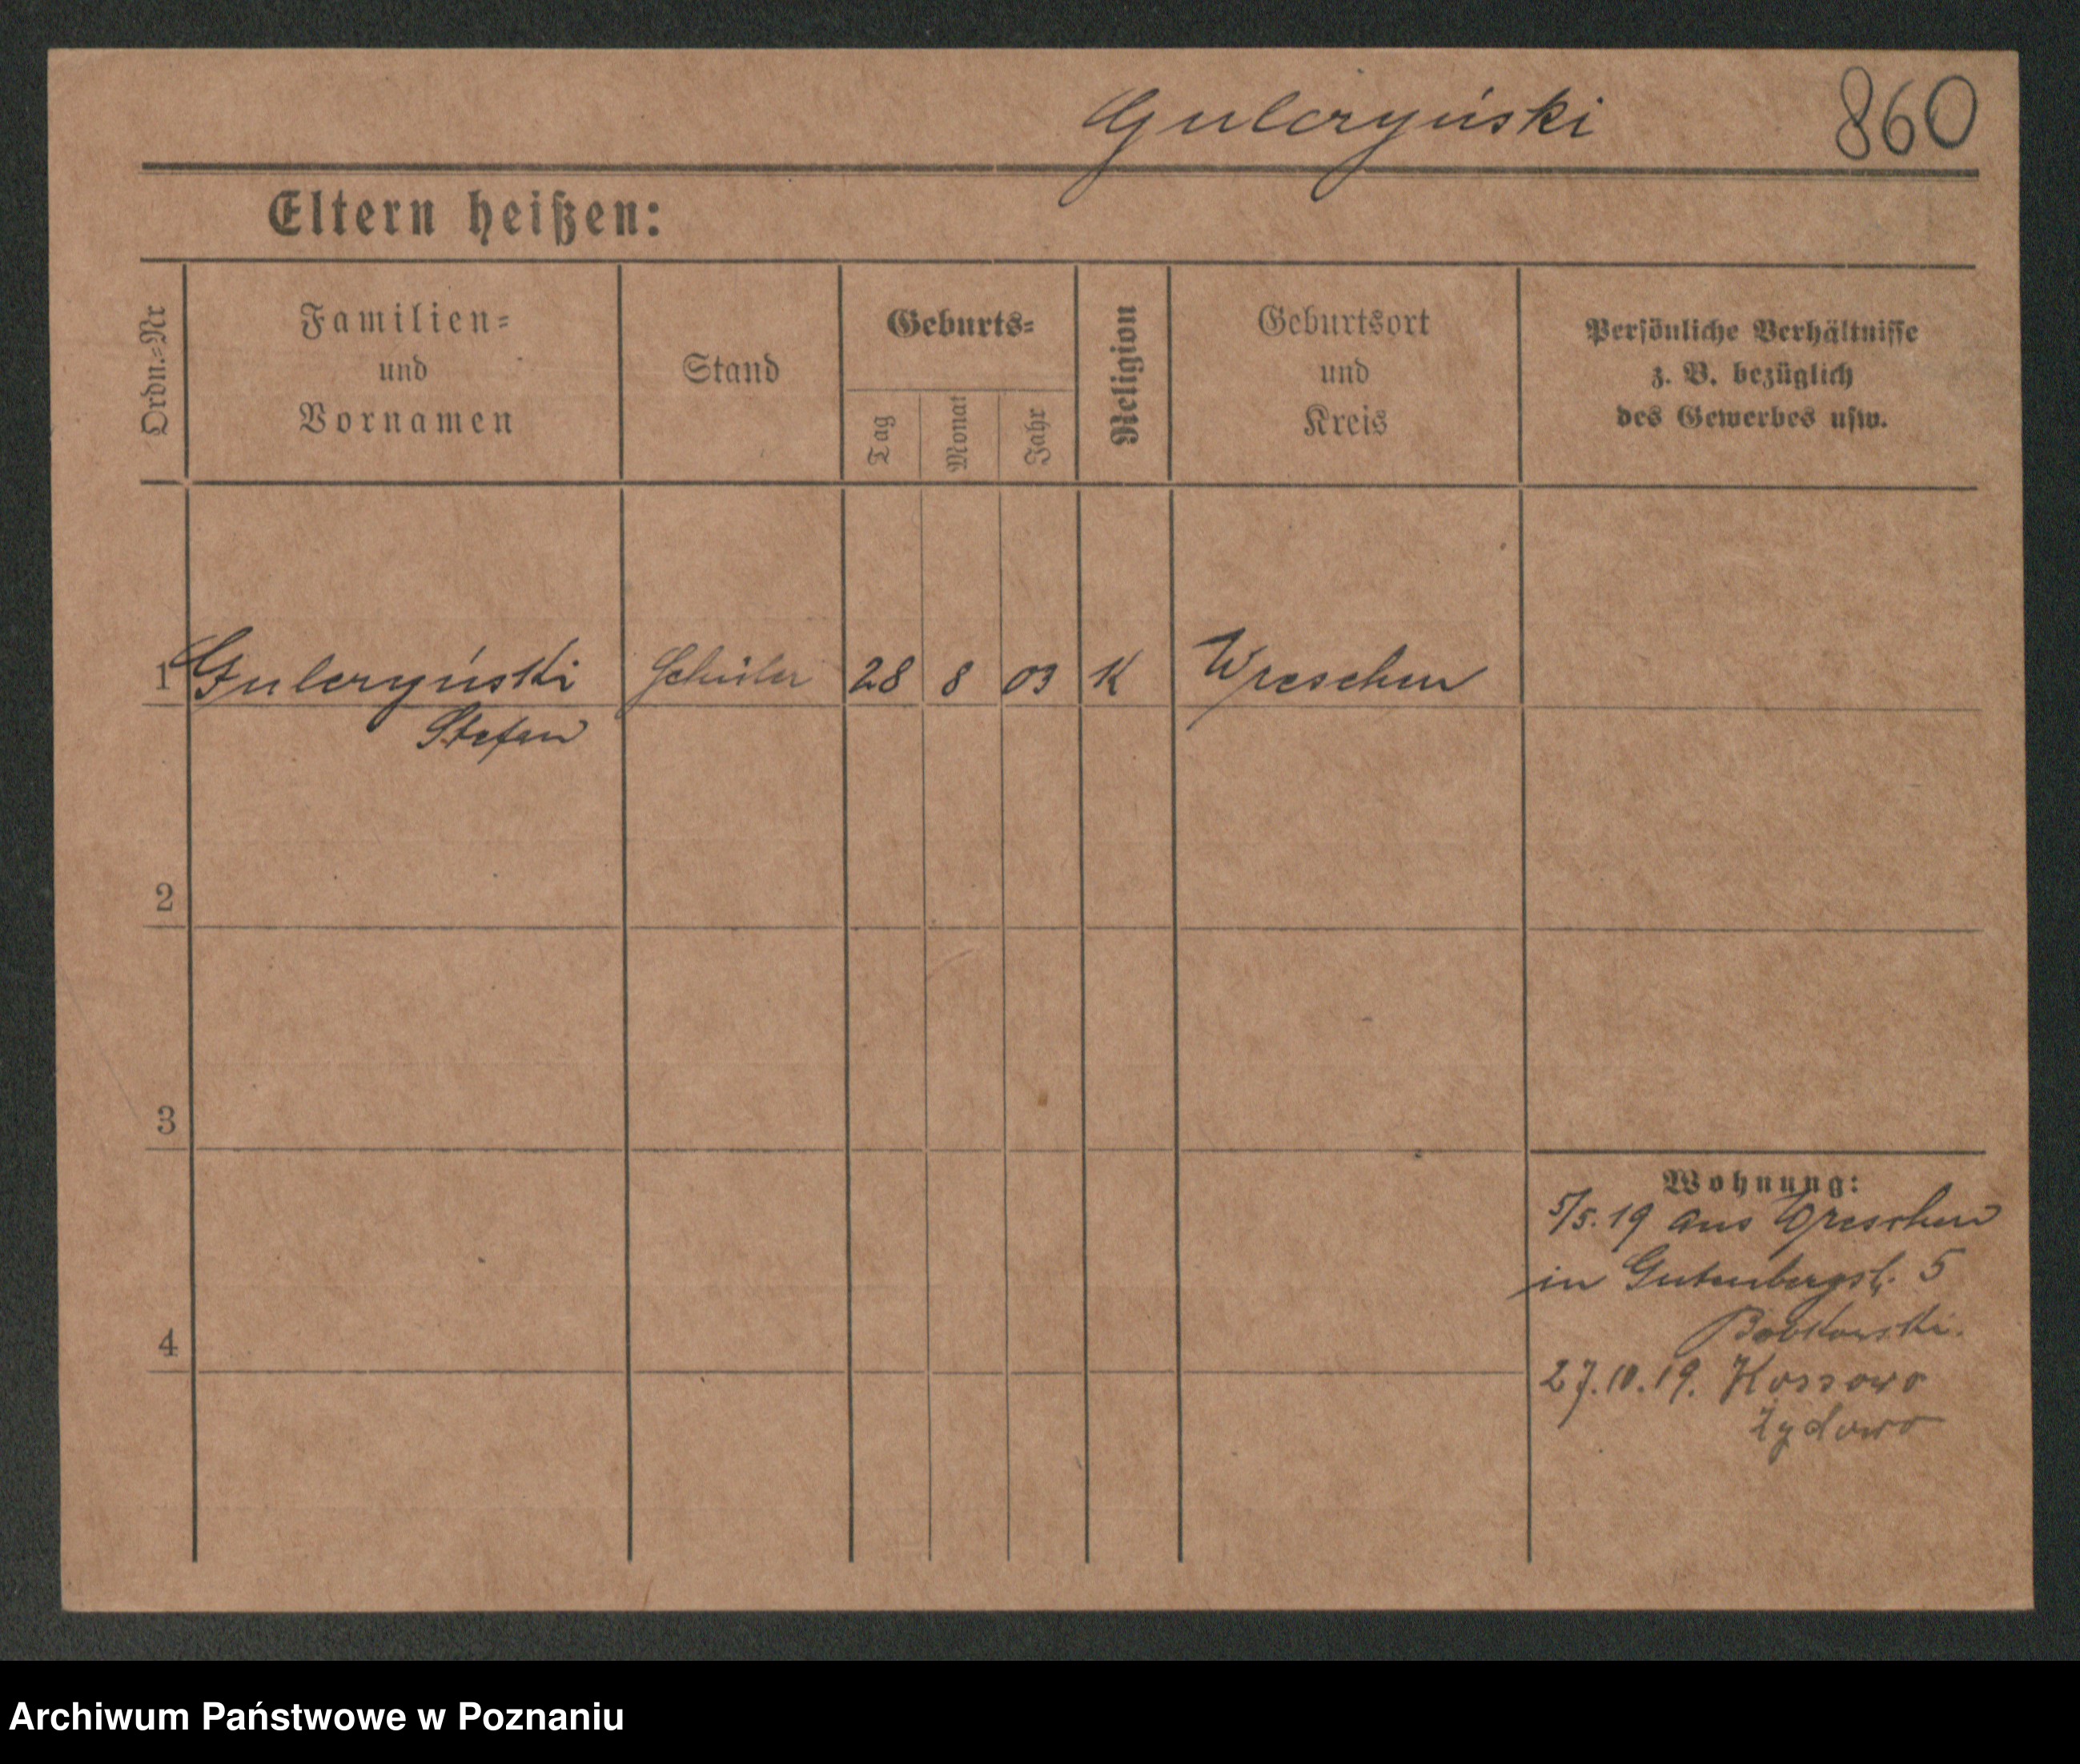 Gulczyński 860
Eltern heißen:
Ordn.=Nr
Familien=
und
Vornamen
Stand
Geburts=
Tag
Monat
Jahr
Religion
Geburtsort
und
Kreis
Persönliche Verhältnisse
z. B. bezüglich
des Gewerbes usw.
1 Gulczyński Schüler 28 8 03 K Wreschen
Stefan
2
3
4
Wohnung:
5/5. 19 aus Wreschen
in Gutenbergst. 5
Bobkowski.
27.10.19. Kossowo
Żydowo
Archiwum Państwowe w Poznaniu